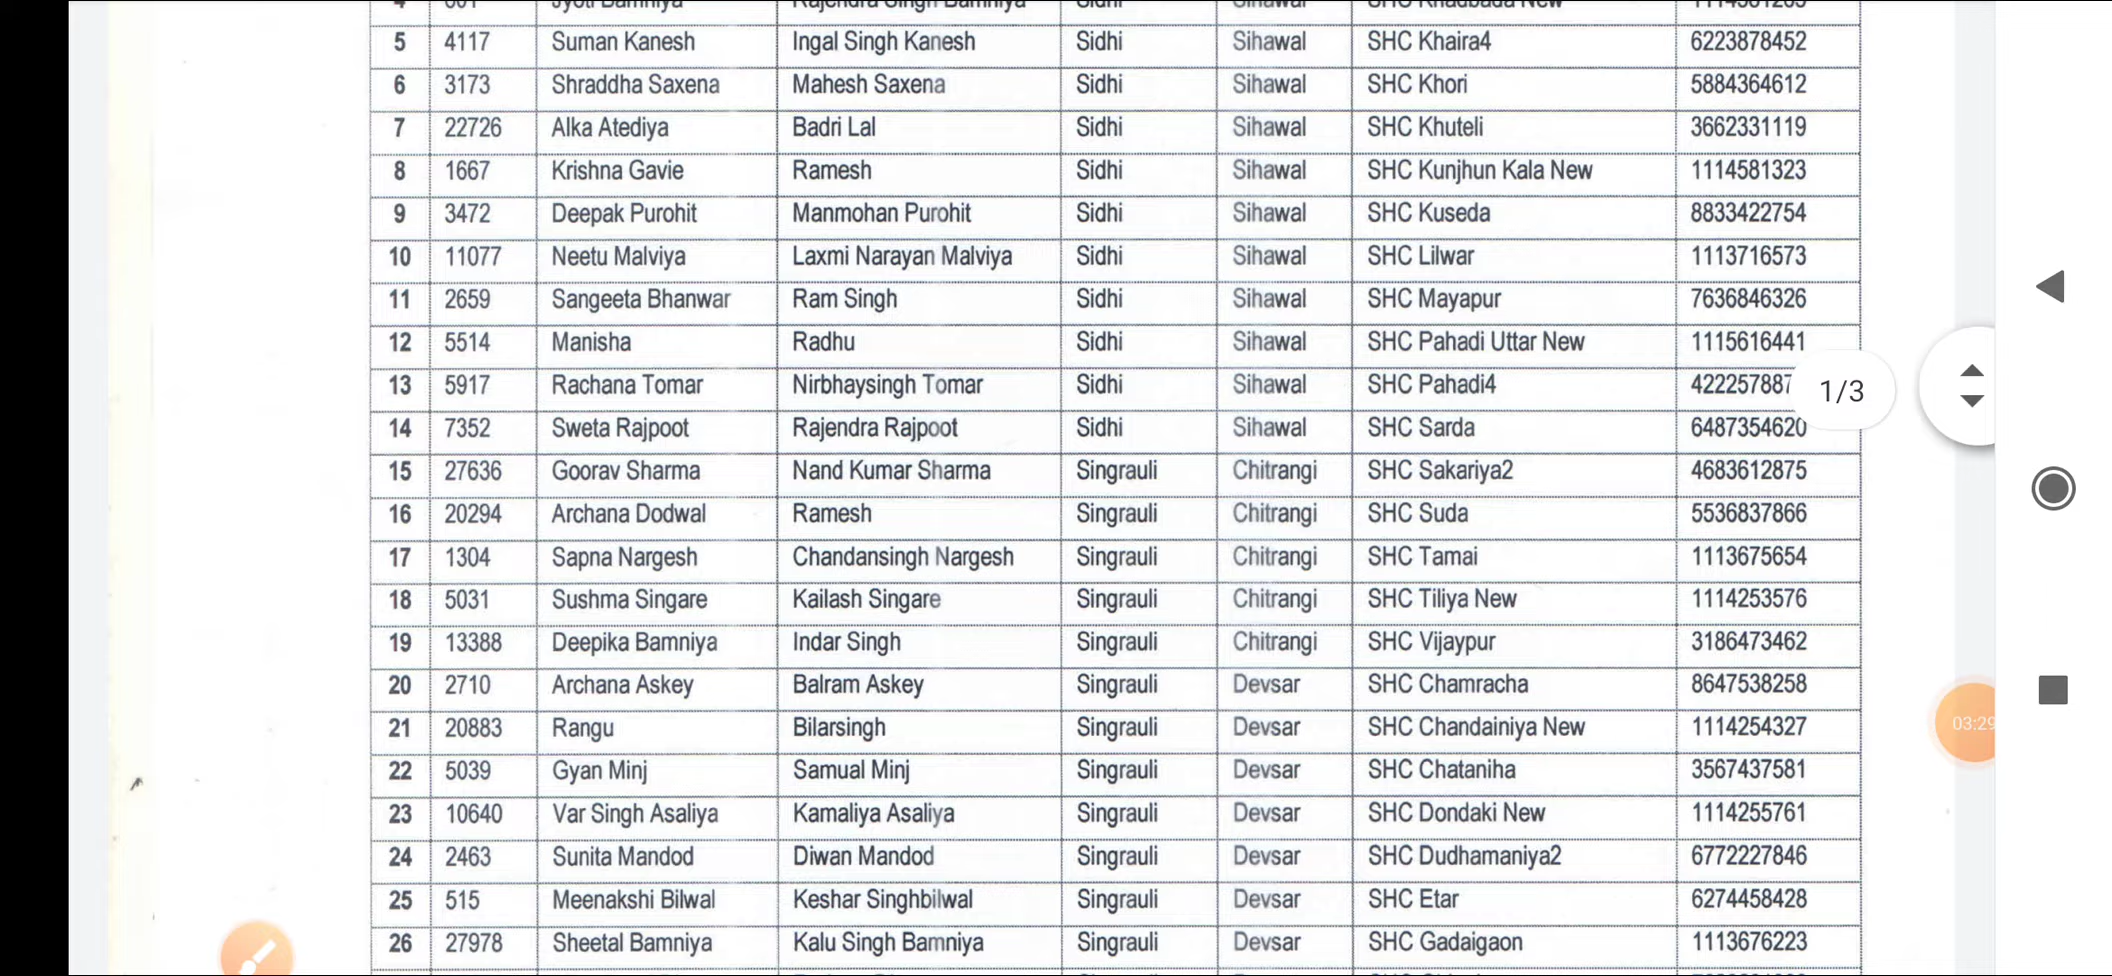 5 4117 Suman Kanesh Ingal Singh Kanesh Sidhi Sihawal SHC Khaira4 6223878452
6 3173 Shraddha Saxena Mahesh Saxena Sidhi Sihawal SHC Khori 5884364612
7 22726 Alka Atediya Badri Lal Sidhi Sihawal SHC Khuteli 3662331119
8 1667 Krishna Gavie Ramesh Sidhi Sihawal SHC Kunjhun Kala New 1114581323
9 3472 Deepak Purohit Manmohan Purohit Sidhi Sihawal SHC Kuseda 8833422754
10 11077 Neetu Malviya Laxmi Narayan Malviya Sidhi Sihawal SHC Lilwar 1113716573
11 2659 Sangeeta Bhanwar Ram Singh Sidhi Sihawal SHC Mayapur 7636846326
12 5514 Manisha Radhu Sidhi Sihawal SHC Pahadi Uttar New 1115616441
13 5917 Rachana Tomar Nirbhaysingh Tomar Sidhi Sihawal SHC Pahadi4 1/3
14 7352 Sweta Rajpoot Rajendra Rajpoot Sidhi Sihawal SHC Sarda 6487354620
15 27636 Goorav Sharma Nand Kumar Sharma Singrauli Chitrangi SHC Sakariya2 4683612875
16 20294 Archana Dodwal Ramesh Singrauli Chitrangi SHC Suda 5536837866
17 1304 Sapna Nargesh Chandansingh Nargesh Singrauli Chitrangi SHC Tamai 1113675654
18 5031 Sushma Singare Kailash Singare Singrauli Chitrangi SHC Tiliya New 1114253576
19 13388 Deepika Bamniya Indar Singh Singrauli Chitrangi SHC Vijaypur 3186473462
20 2710 Archana Askey Balram Askey Singrauli Devsar SHC Chamracha 8647538258
21 20883 Rangu Bilarsingh Singrauli Devsar SHC Chandainiya New 1114254327
03:29
22 5039 Gyan Minj Samual Minj Singrauli Devsar SHC Chataniha 3567437581
23 10640 Var Singh Asaliya Kamaliya Asaliya Singrauli Devsar SHC Dondaki New 1114255761
24 2463 Sunita Mandod Diwan Mandod Singrauli Devsar SHC Dudhamaniya2 6772227846
25 515 Meenakshi Bilwal Keshar Singhbilwal Singrauli Devsar SHC Etar 6274458428
26 27978 Sheetal Bamniya Kalu Singh Bamniya Singrauli Devsar SHC Gadaigaon 1113676223